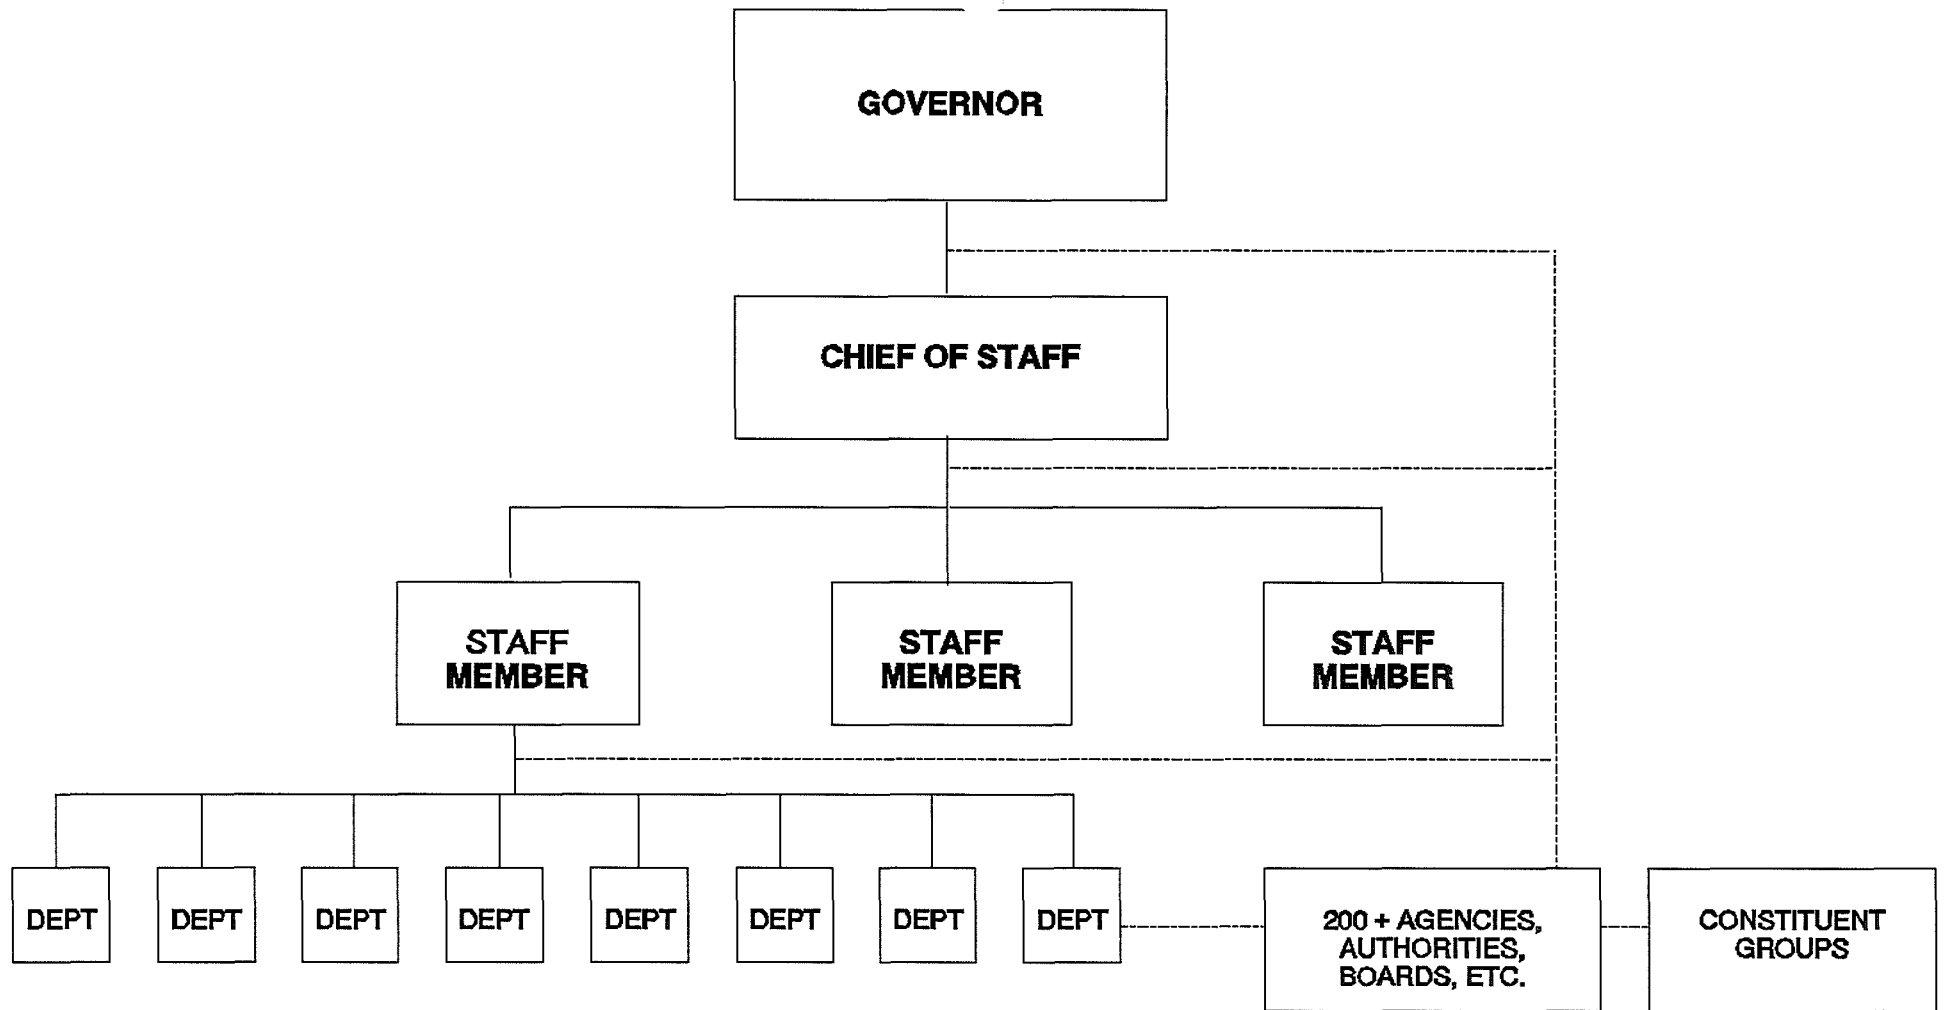 GOVERNOR
CHIEF OF STAFF
STAFF
MEMBER
STAFF
MEMBER
STAFF
MEMBER
DEPT
DEPT
DEPT
DEPT
DEPT
DEPT
DEPT
DEPT
200 + AGENCIES,
AUTHORITIES,
BOARDS, ETC.
CONSTITUENT
GROUPS